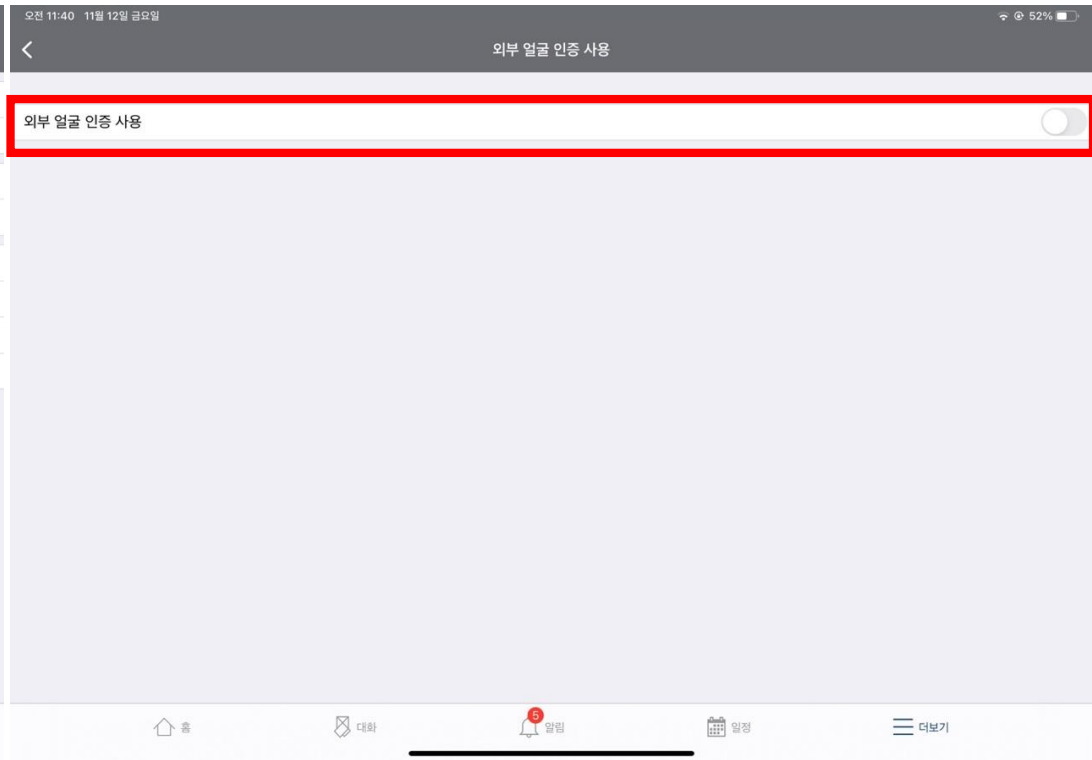 오전 11:40 11월 12일 금요일 52%
외부 얼굴 인증 사용
외부 얼굴 인증 사용
홈 대화 5 알림 일정 더보기